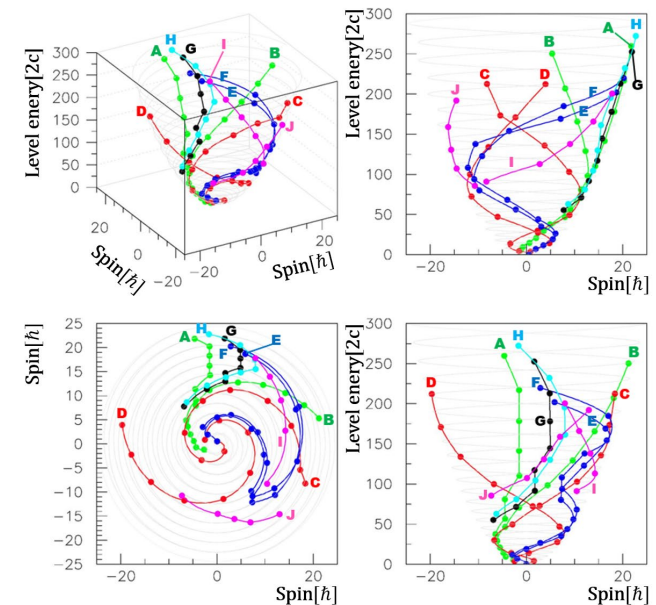 Level enery[2c]
300
250
200
150
100
50
0
20
0
−20
−20
0
20
Spin[ħ]
Spin[ħ]
A
H
G
I
B
F
E
D
C
J
Level enery[2c]
300
250
200
150
100
50
0
−20
0
20
Spin[ħ]
H
A
B
G
C
D
F
E
J
I
Spin[ħ]
25
20
15
10
5
0
−5
−10
−15
−20
−25
−20
0
20
Spin[ħ]
A
H
G
E
F
D
B
I
C
J
Level enery[2c]
300
250
200
150
100
50
0
−20
0
20
Spin[ħ]
H
A
B
D
F
C
G
E
J
I